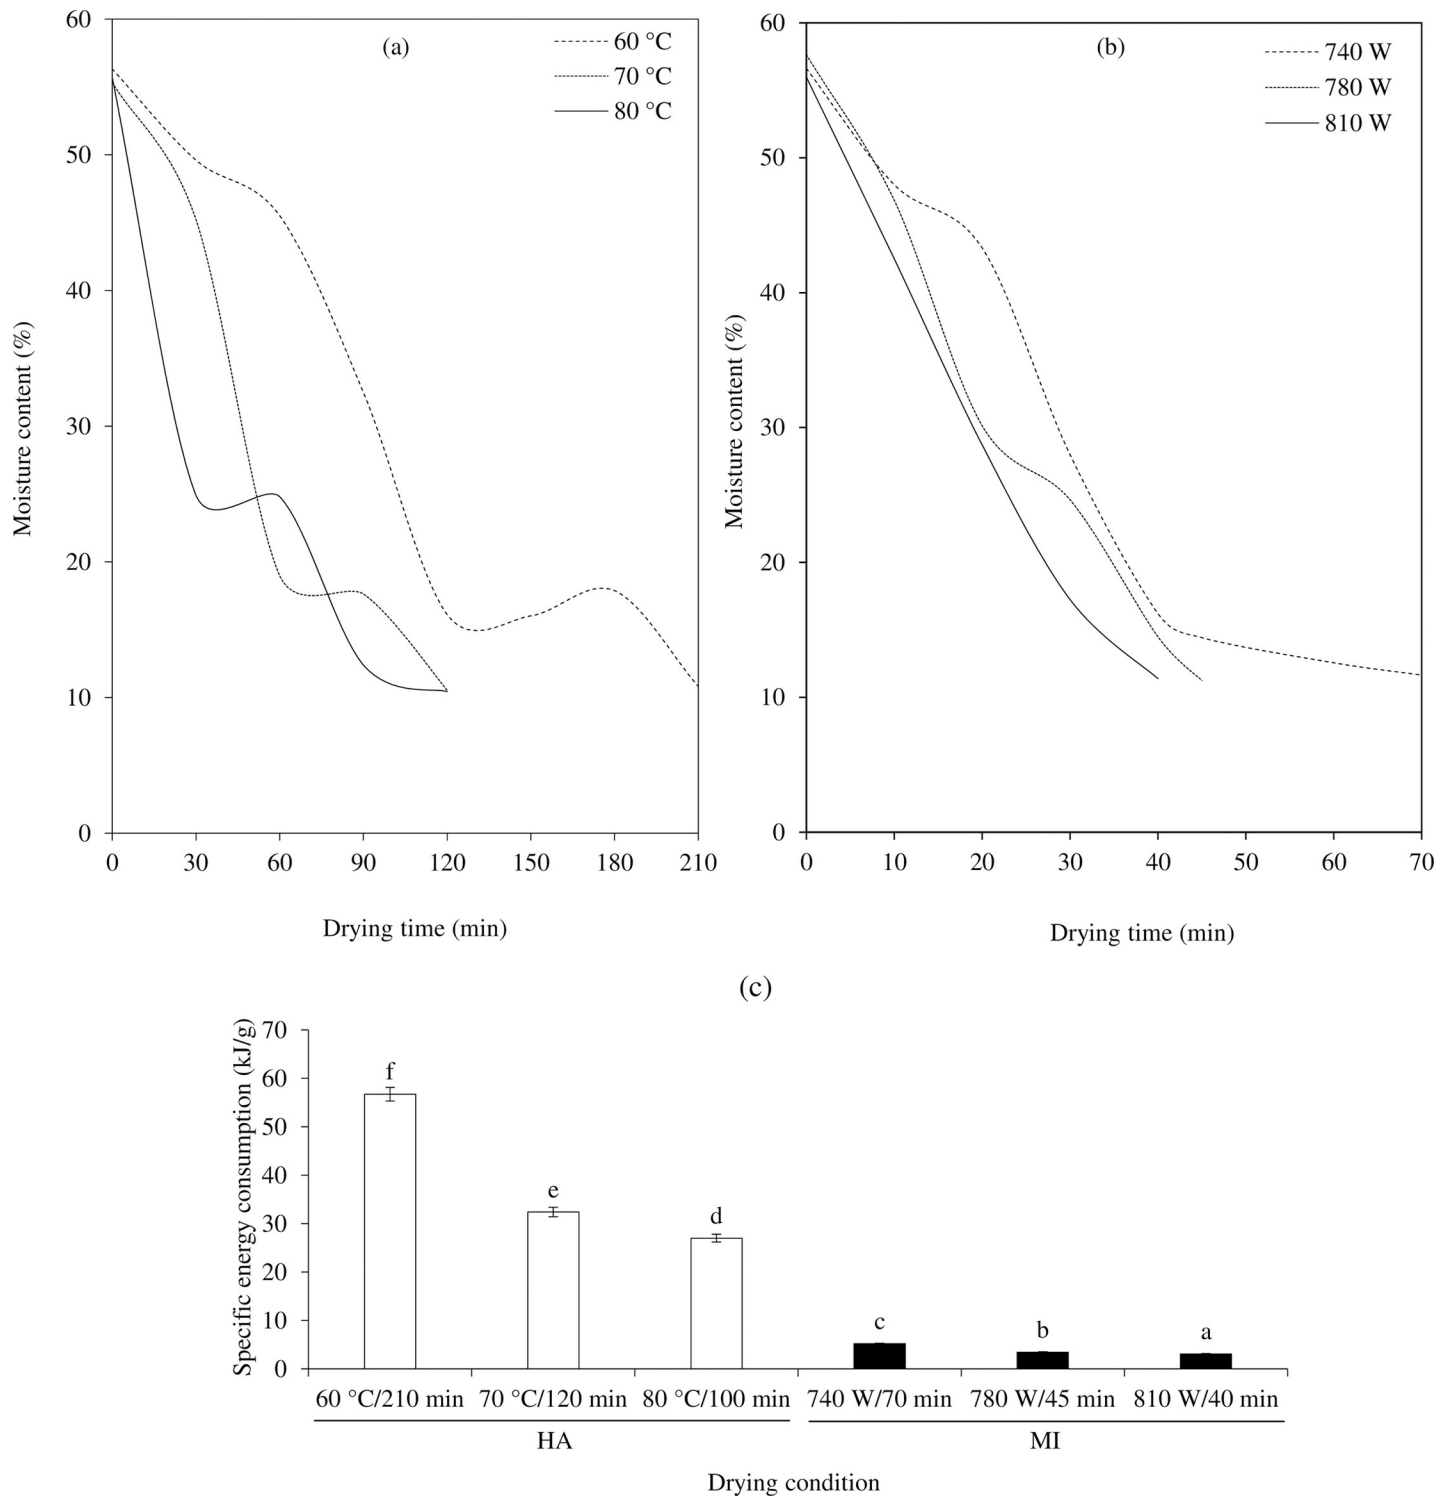 (a)
60 °C
70 °C
80 °C
60
50
40
30
20
10
0
0 30 60 90 120 150 180 210
Moisture content (%)
Drying time (min)
(b)
740 W
780 W
810 W
60
50
40
30
20
10
0
0 10 20 30 40 50 60 70
Moisture content (%)
Drying time (min)
(c)
Specific energy consumption (kJ/g)
70
60
50
40
30
20
10
0
f
e
d
c
b
a
60 °C/210 min 70 °C/120 min 80 °C/100 min 740 W/70 min 780 W/45 min 810 W/40 min
HA MI
Drying condition